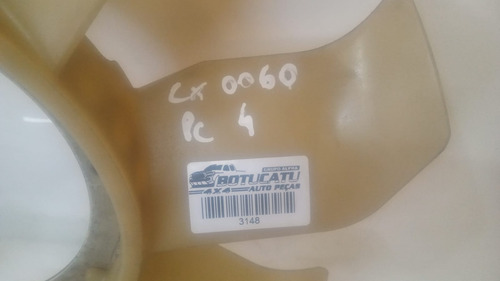 CX 0060
PC 4
BOTUCATU
4X4 AUTO PEÇAS
3148